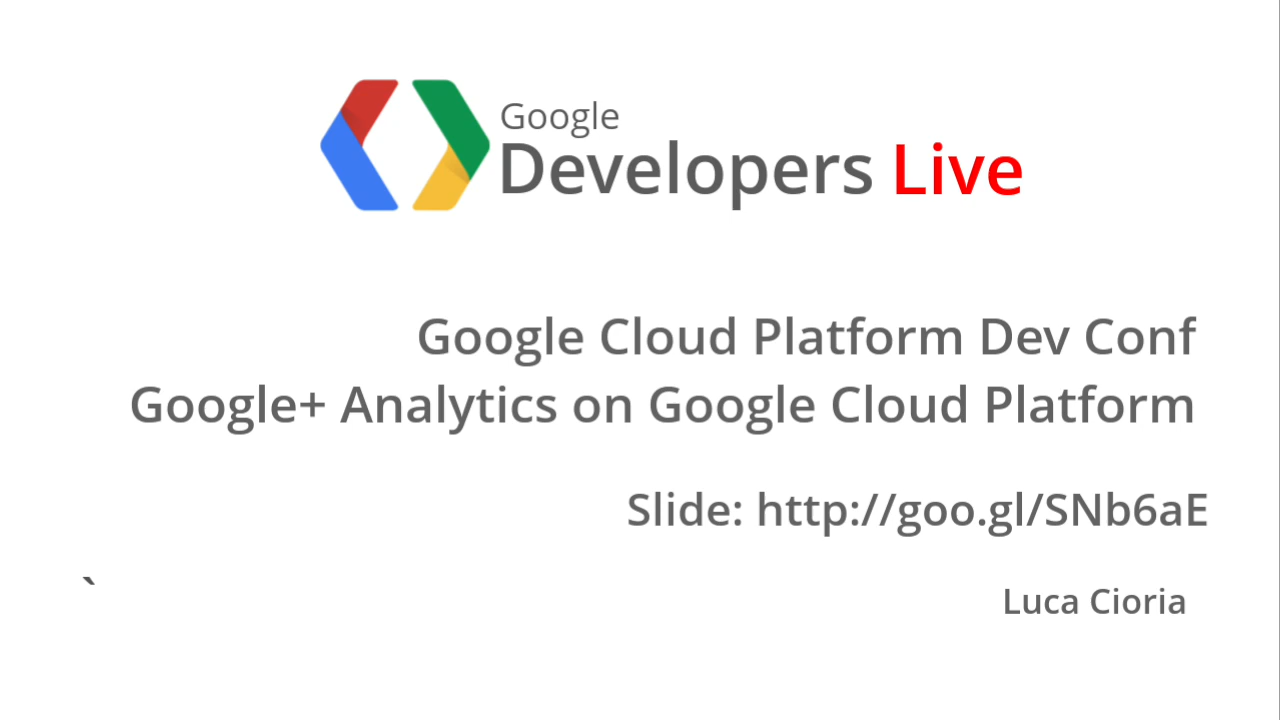 Google
Developers Live
Google Cloud Platform Dev Conf
Google+ Analytics on Google Cloud Platform
Slide: http://goo.gl/SNb6aE
`
Luca Cioria